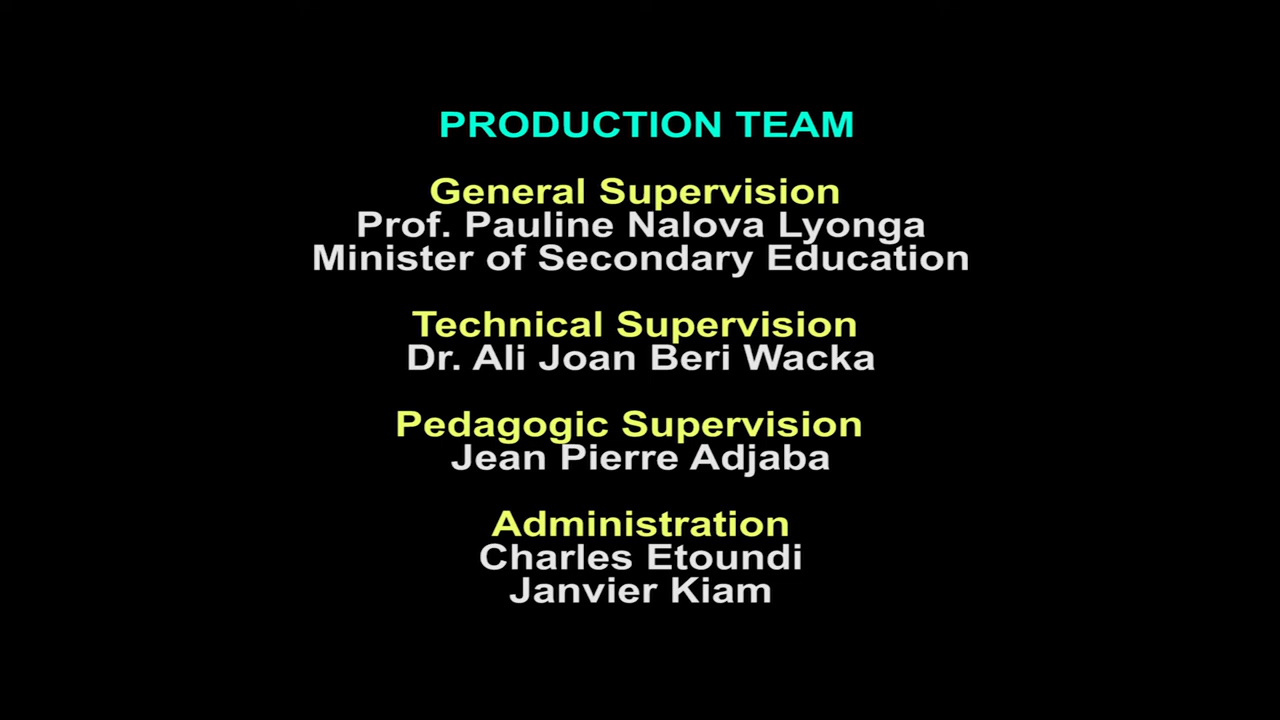 PRODUCTION TEAM
General Supervision
Prof. Pauline Nalova Lyonga
Minister of Secondary Education
Technical Supervision
Dr. Ali Joan Beri Wacka
Pedagogic Supervision
Jean Pierre Adjaba
Administration
Charles Etoundi
Janvier Kiam